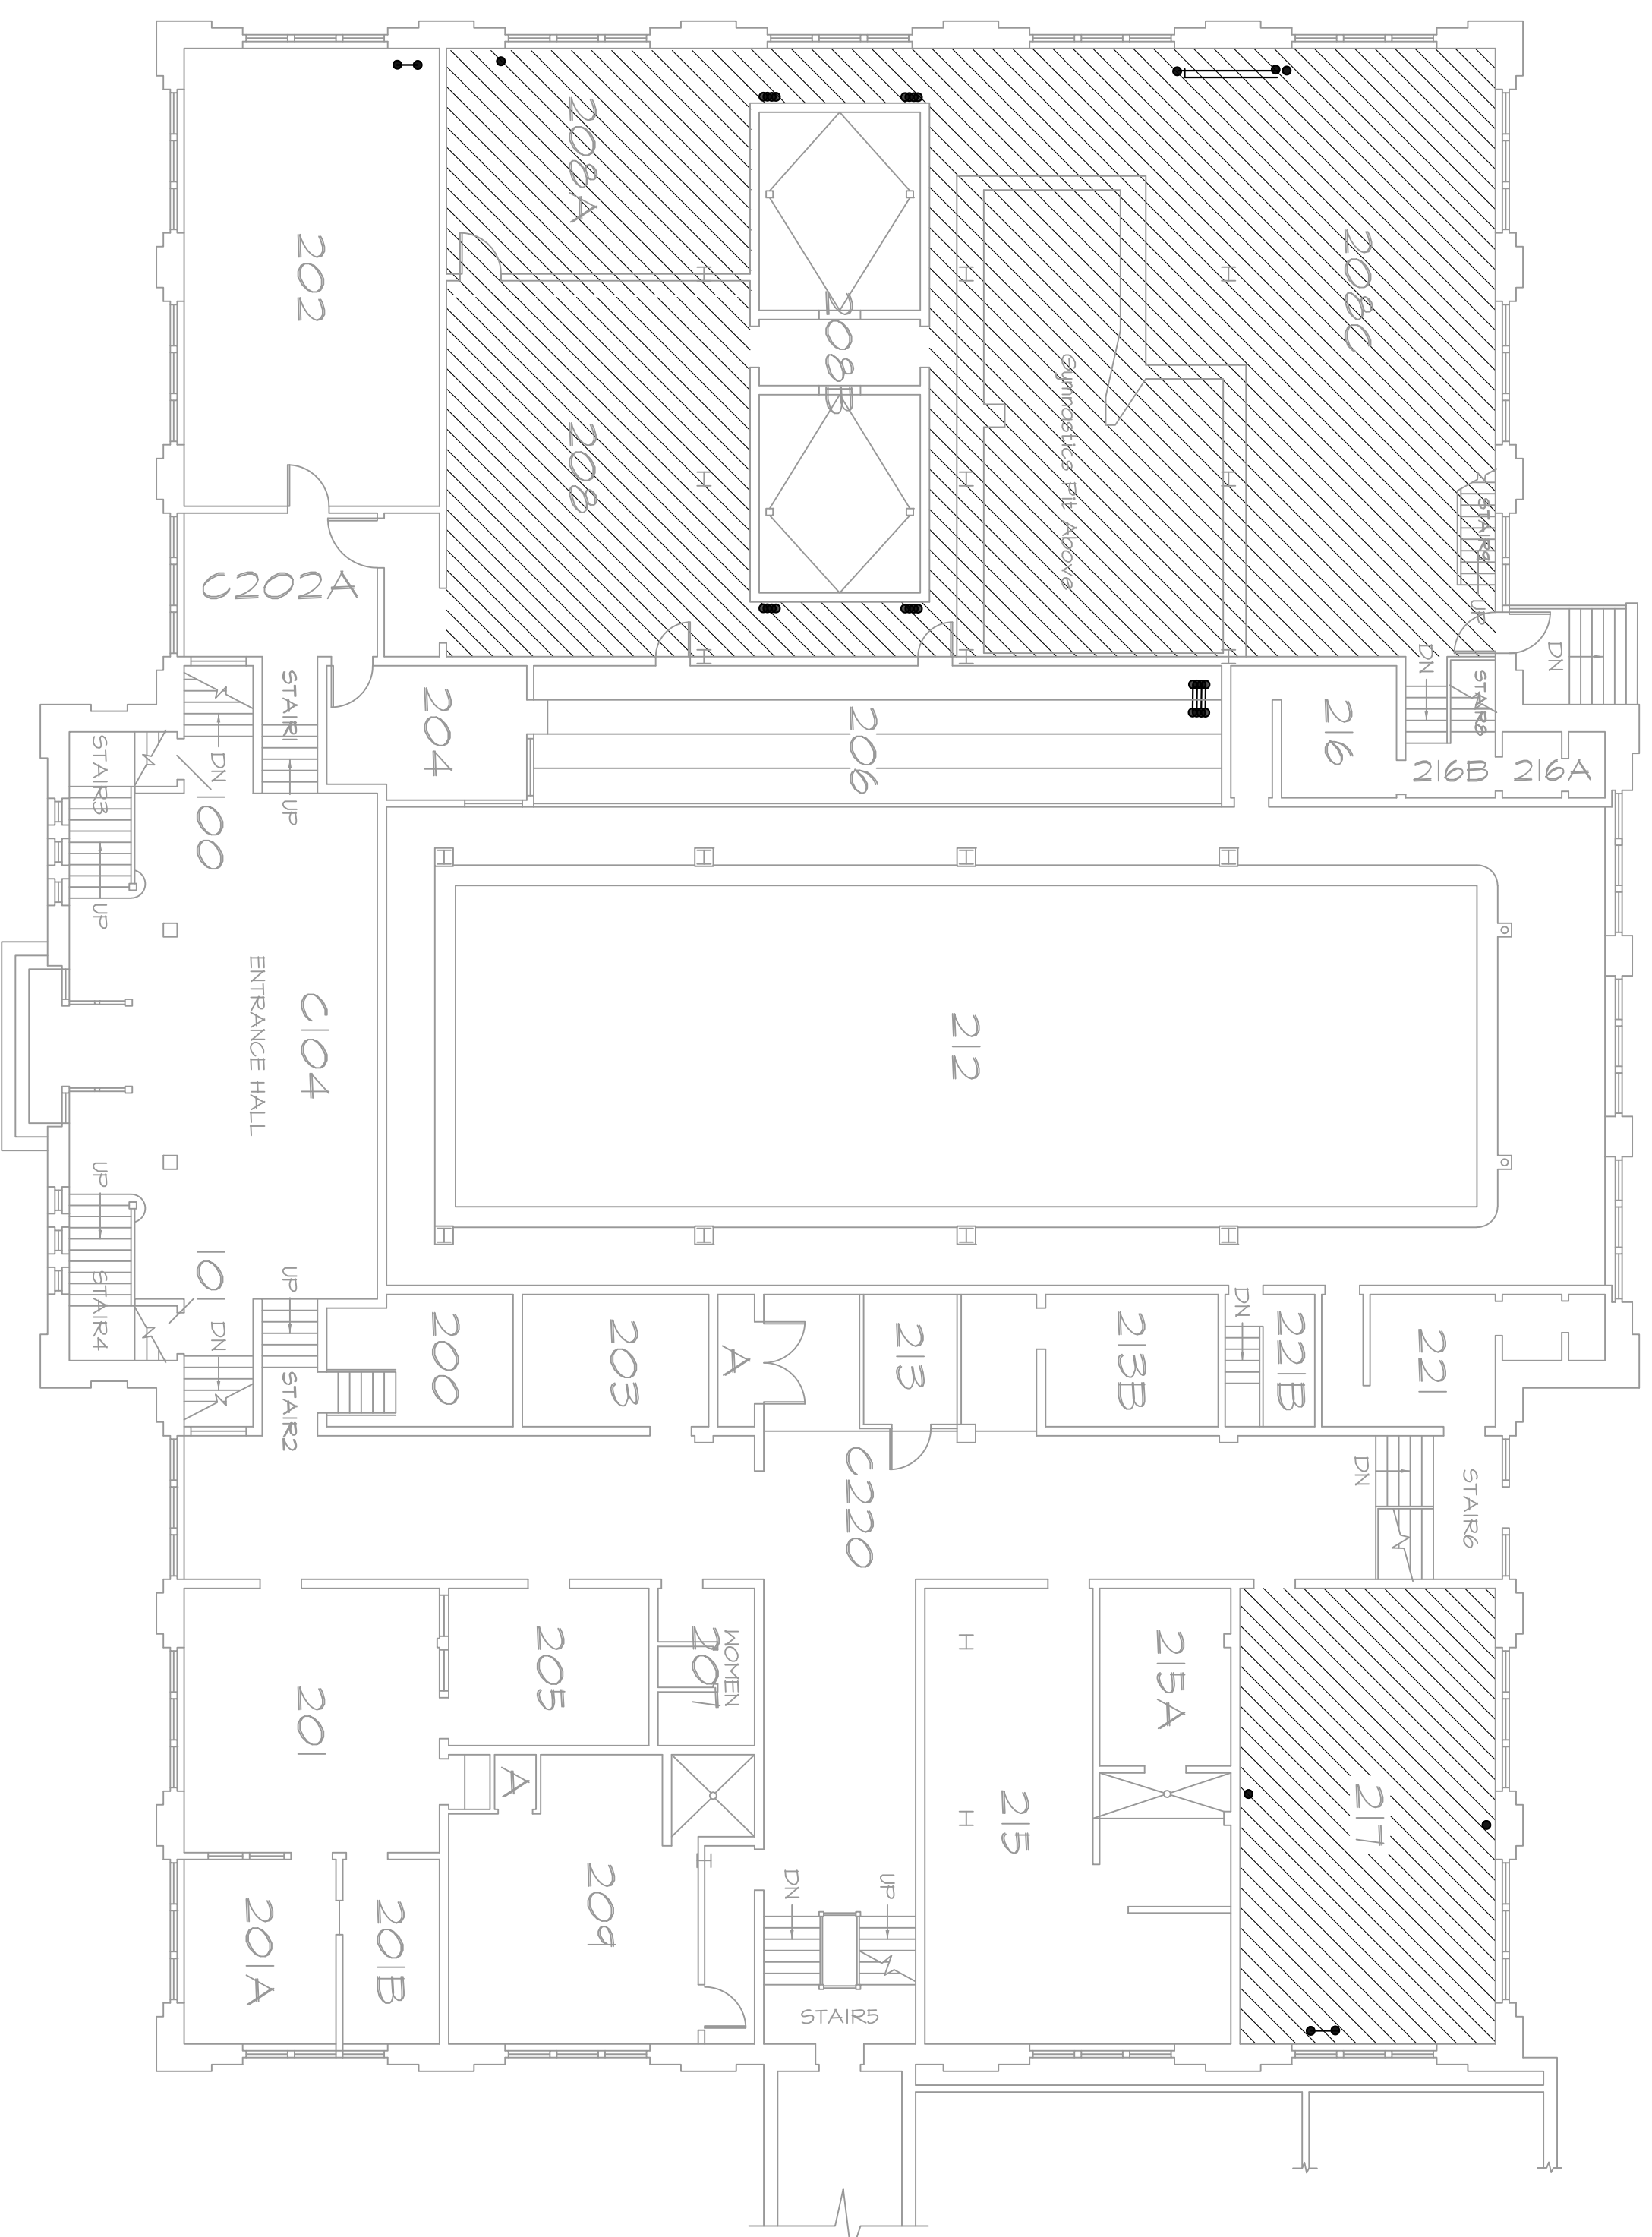 202
208A
208B
208C
208
Gymnastics Pit Above
UP
C202A
STAIR1
DN
UP
204
206
216
DN
DN
216B
216A
STAIR3
UP
100
ENTRANCE HALL
C104
212
UP
STAIR4
101
UP
DN
STAIR2
200
203
A
213
213B
DN
221B
221
C220
DN
STAIR6
201
205
207
WOMEN
A
209
201A
201B
DN
UP
STAIR5
215
215A
217